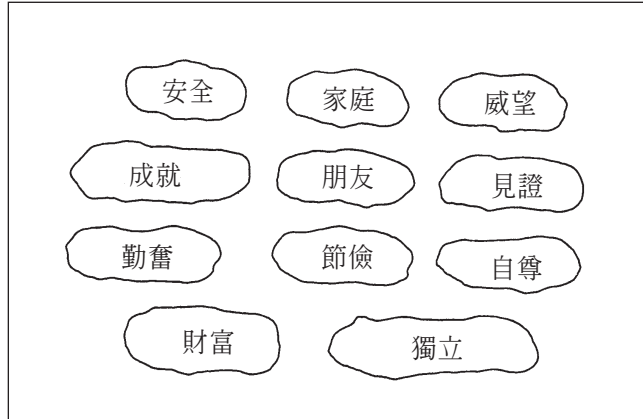 安全 家庭 威望
成就 朋友 見證
勤奮 節儉 自尊
財富 獨立